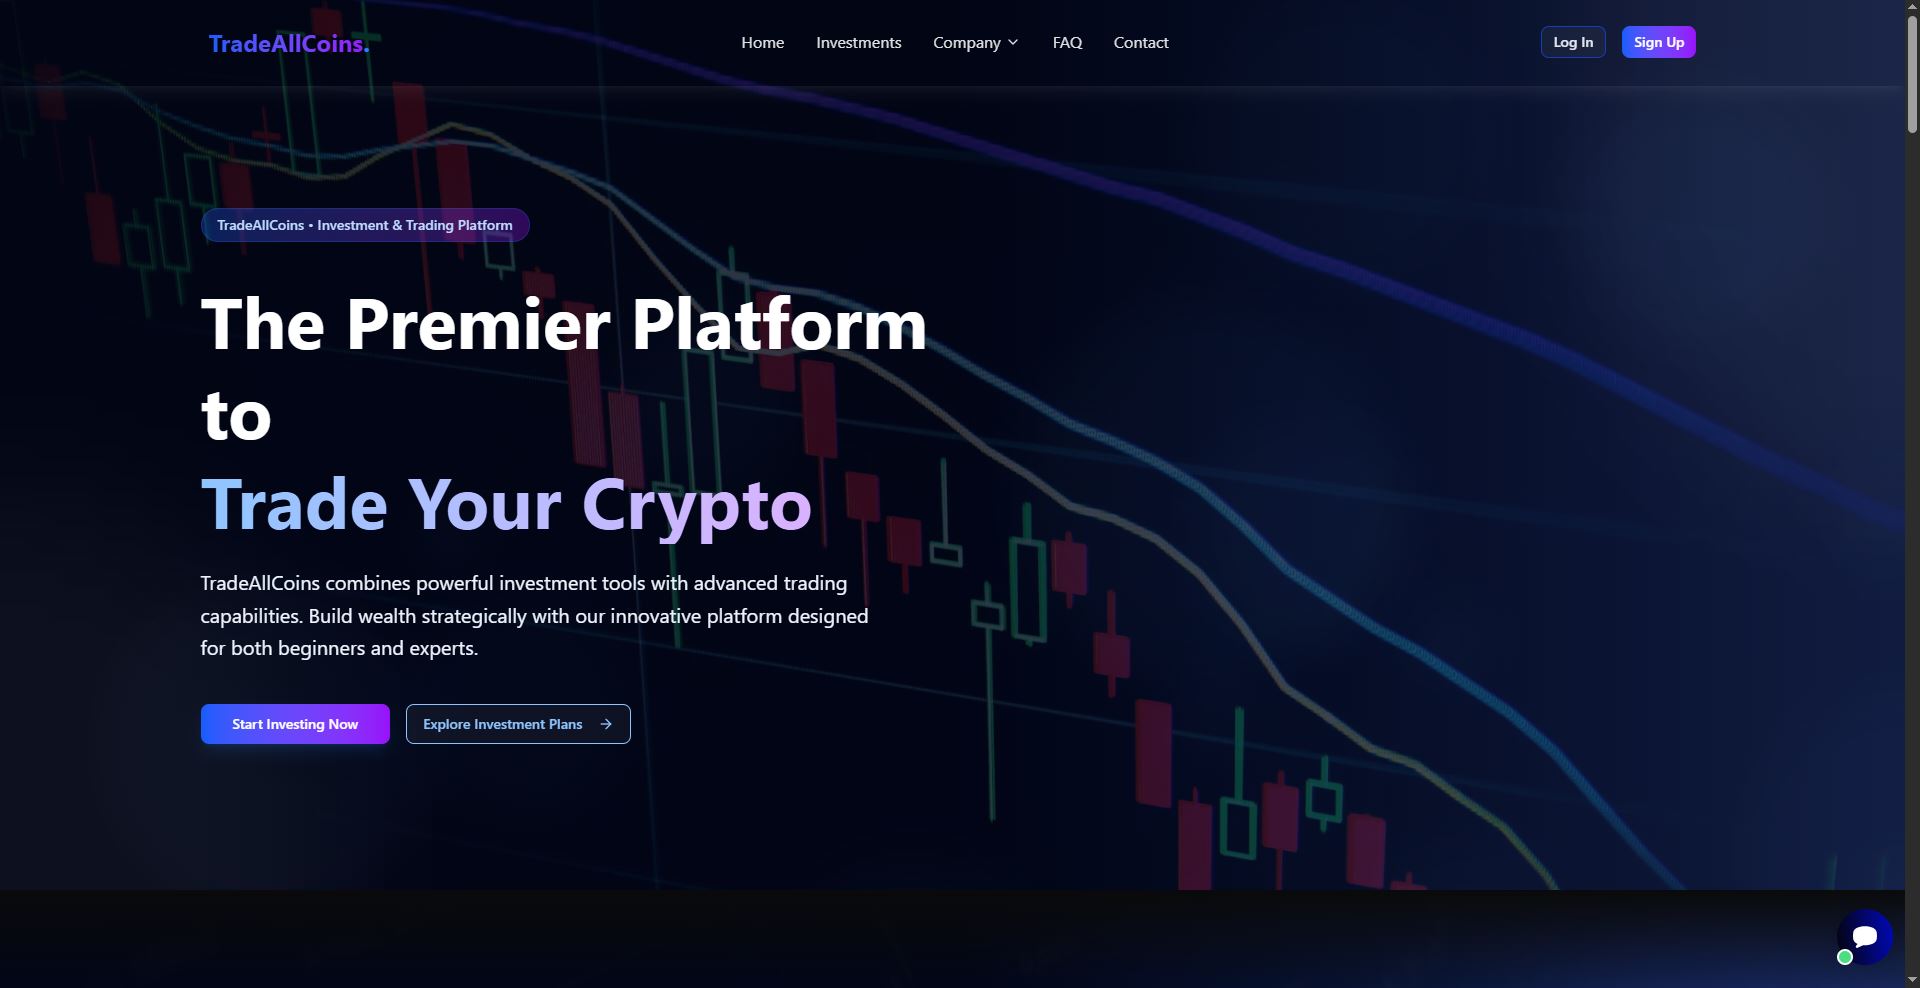 TradeAllCoins.
Home
Investments
Company
FAQ
Contact
Log In
Sign Up
TradeAllCoins • Investment & Trading Platform
The Premier Platform
to
Trade Your Crypto
TradeAllCoins combines powerful investment tools with advanced trading
capabilities. Build wealth strategically with our innovative platform designed
for both beginners and experts.
Start Investing Now
Explore Investment Plans →